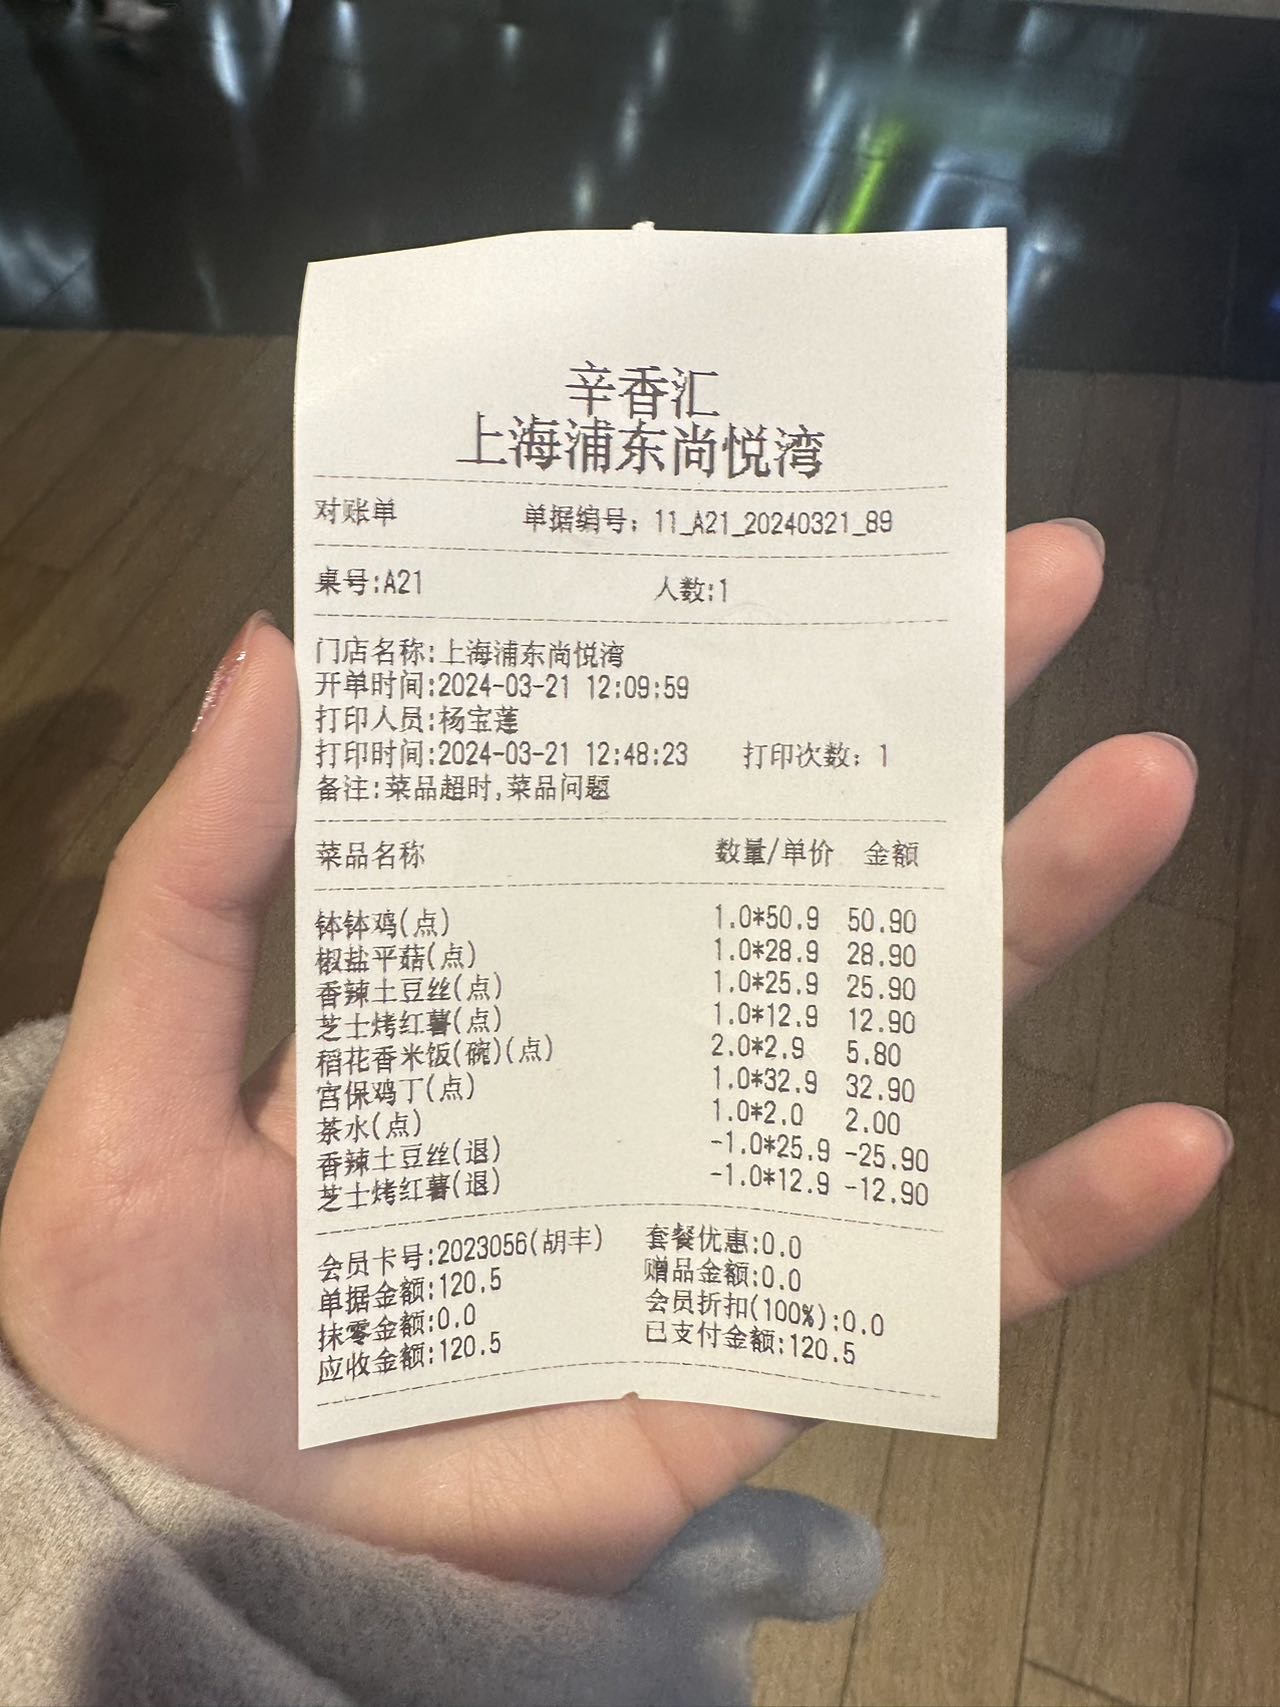 辛香汇
上海浦东尚悦湾
对账单 单据编号：11_A21_20240321_89
桌号:A21 人数:1
门店名称:上海浦东尚悦湾
开单时间:2024-03-21 12:09:59
打印人员:杨宝莲
打印时间:2024-03-21 12:48:23 打印次数：1
备注:菜品超时,菜品问题
菜品名称 数量/单价 金额
钵钵鸡(点) 1.0*50.9 50.90
椒盐平菇(点) 1.0*28.9 28.90
香辣土豆丝(点) 1.0*25.9 25.90
芝士烤红薯(点) 1.0*12.9 12.90
稻花香米饭(碗)(点) 2.0*2.9 5.80
宫保鸡丁(点) 1.0*32.9 32.90
茶水(点) 1.0*2.0 2.00
香辣土豆丝(退) -1.0*25.9 -25.90
芝士烤红薯(退) -1.0*12.9 -12.90
会员卡号:2023056(胡丰) 套餐优惠:0.0
单据金额:120.5 赠品金额:0.0
抹零金额:0.0 会员折扣(100%):0.0
应收金额:120.5 已支付金额:120.5